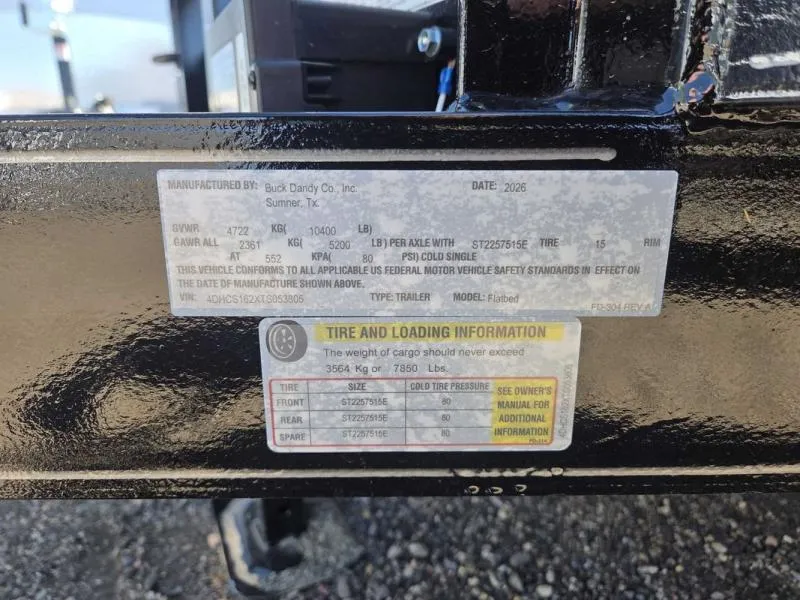 MANUFACTURED BY: Buck Dandy Co., Inc. DATE: 2026
Sumner, Tx.
GVWR 4722 KG( 10400 LB)
GAWR ALL 2361 KG( 5200 LB) PER AXLE WITH ST2257515E TIRE 15 RIM
AT 552 KPA( 80 PSI) COLD SINGLE
THIS VEHICLE CONFORMS TO ALL APPLICABLE US FEDERAL MOTOR VEHICLE SAFETY STANDARDS IN EFFECT ON
THE DATE OF MANUFACTURE SHOWN ABOVE.
VIN: 4DHCS162XTS053805 TYPE: TRAILER MODEL: Flatbed
FD-304 REV A
TIRE AND LOADING INFORMATION
The weight of cargo should never exceed
3564 Kg or 7850 Lbs.
TIRE SIZE COLD TIRE PRESSURE
FRONT ST2257515E 80
REAR ST2257515E 80
SPARE ST2257515E 80
SEE OWNER'S
MANUAL FOR
ADDITIONAL
INFORMATION